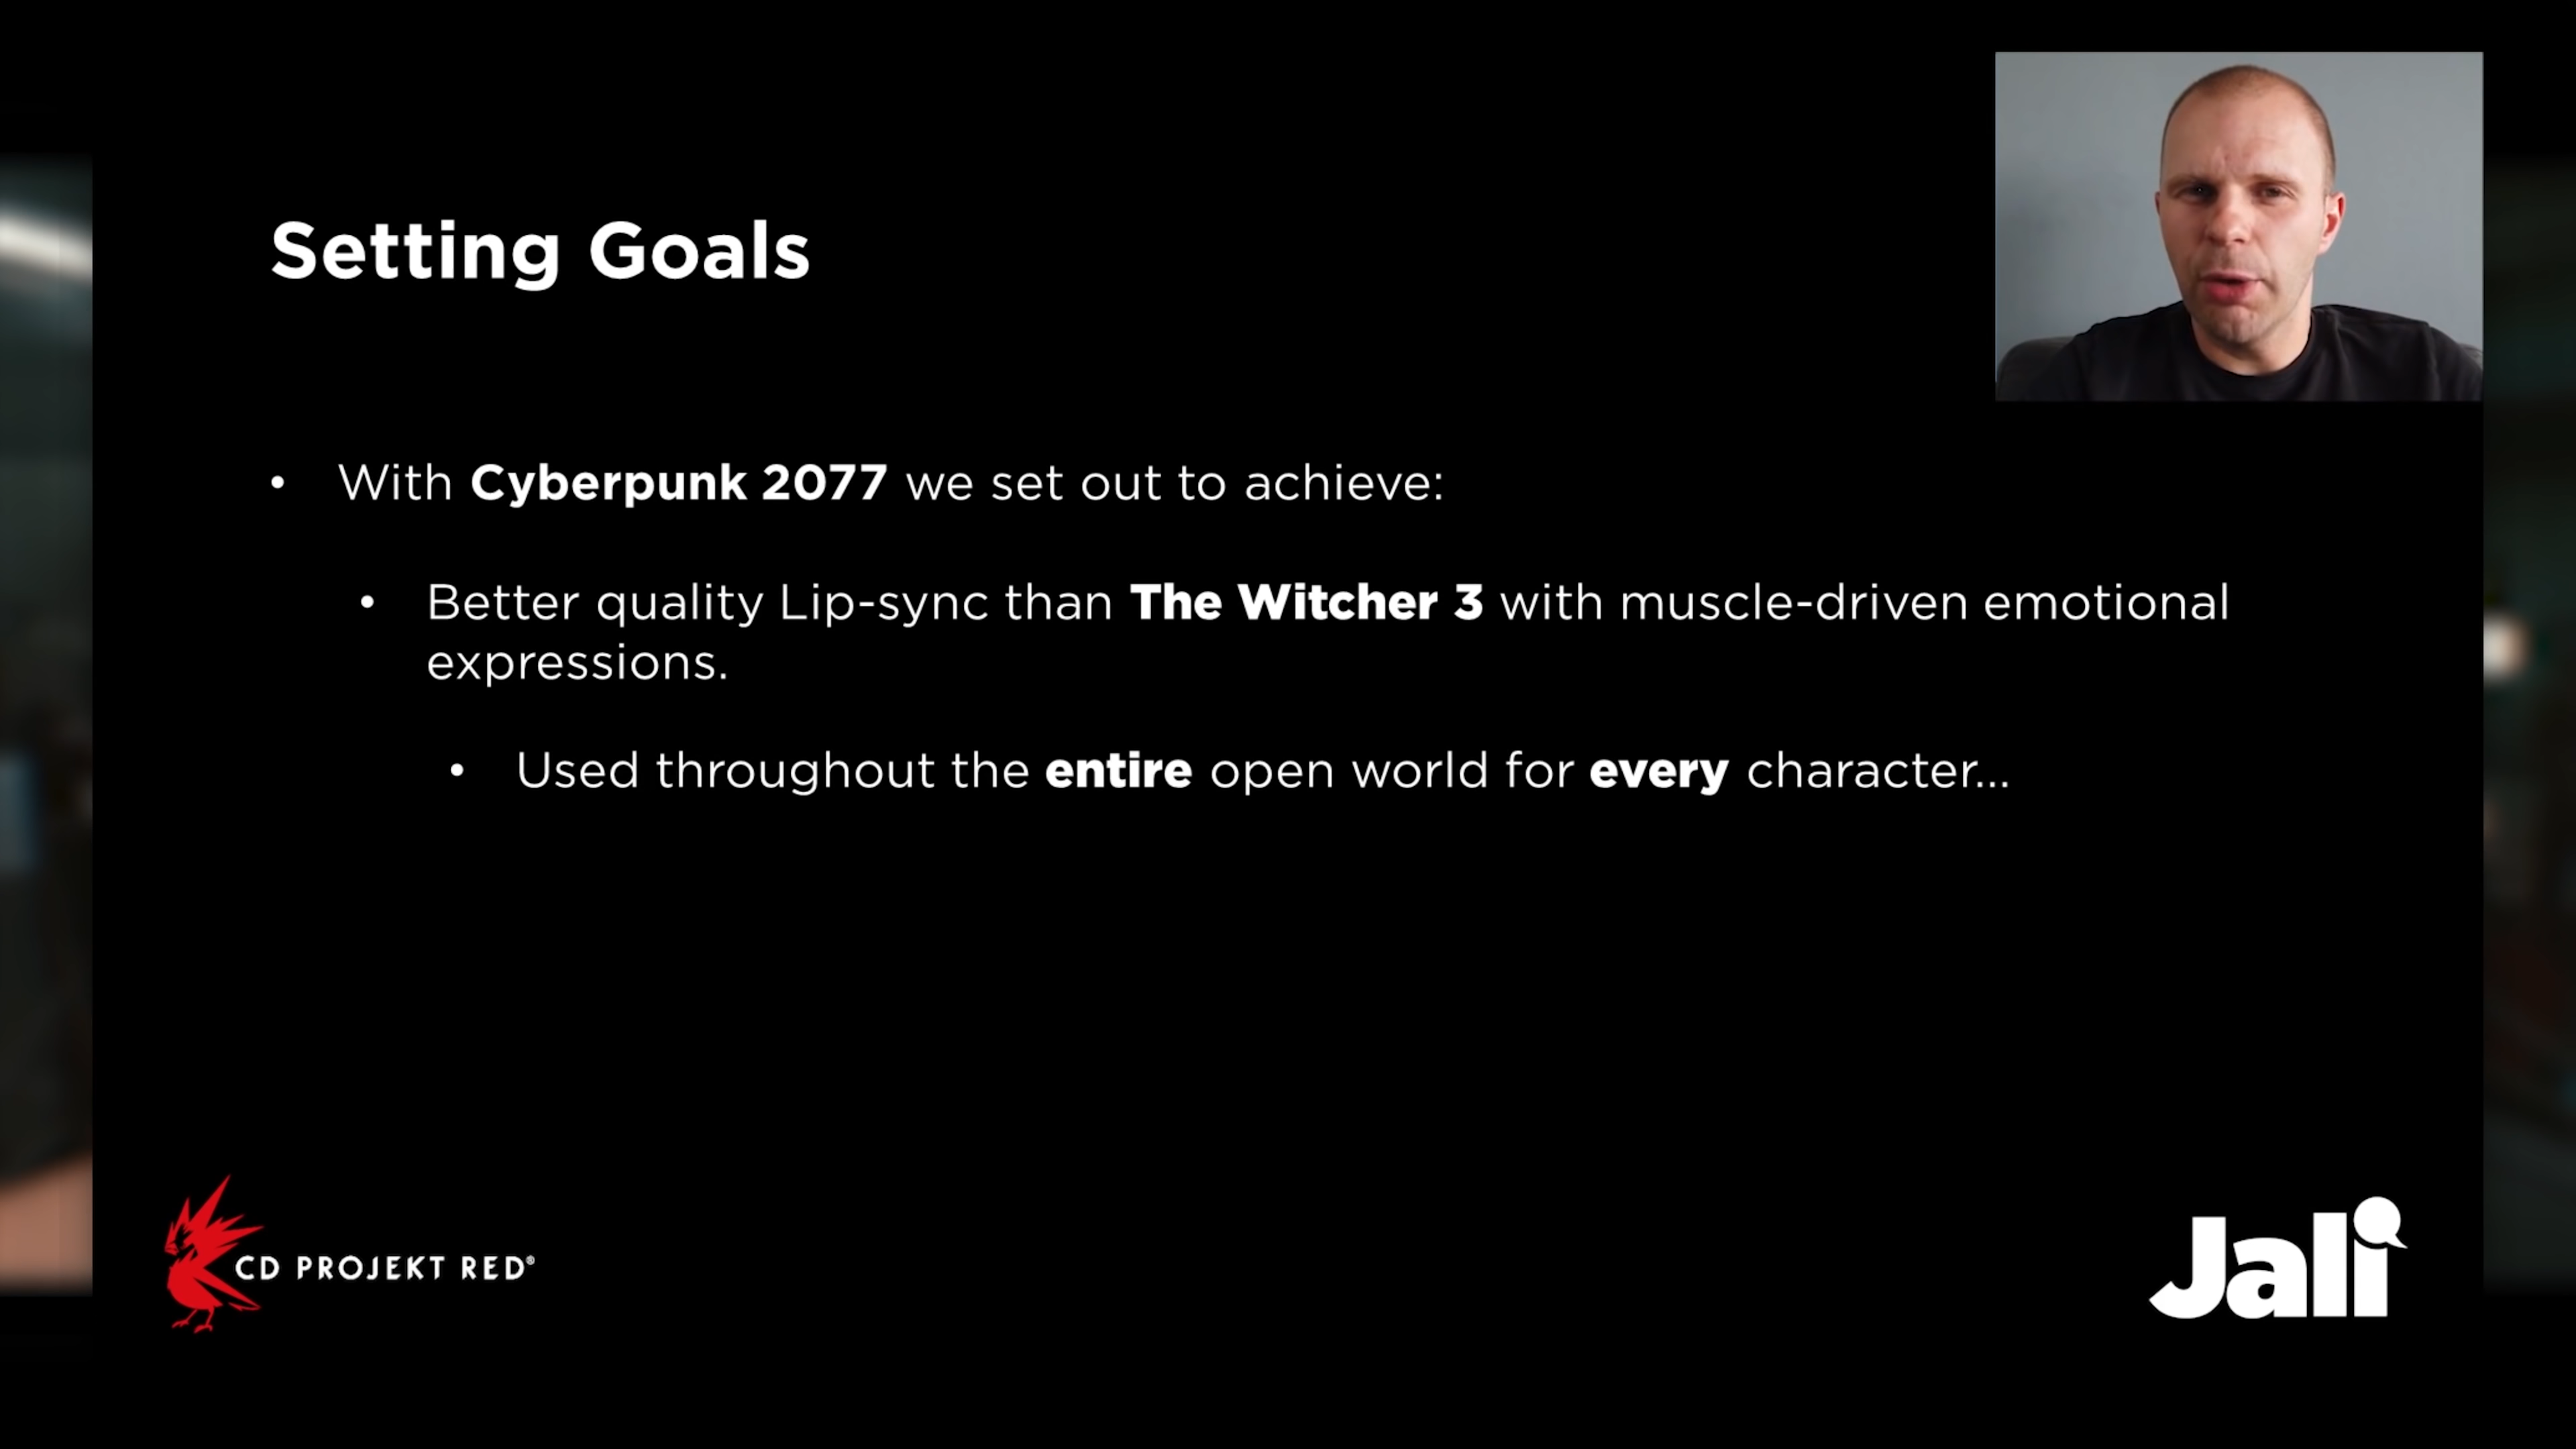 Setting Goals
• With Cyberpunk 2077 we set out to achieve:
• Better quality Lip-sync than The Witcher 3 with muscle-driven emotional
expressions.
• Used throughout the entire open world for every character...
CD PROJEKT RED®
Jali